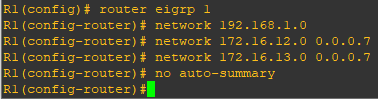 R1(config)# router eigrp 1
R1(config-router)# network 192.168.1.0
R1(config-router)# network 172.16.12.0 0.0.0.7
R1(config-router)# network 172.16.13.0 0.0.0.7
R1(config-router)# no auto-summary
R1(config-router)#